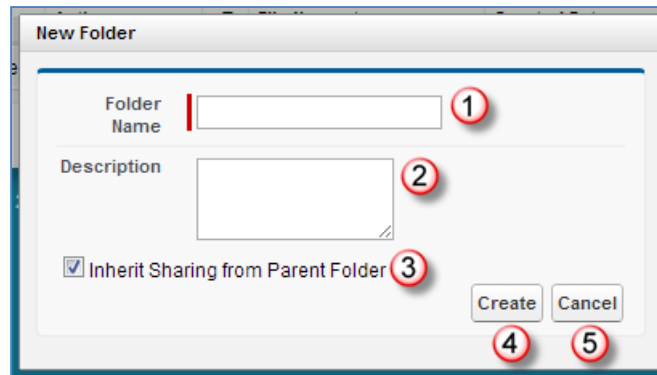 New Folder
Folder
Name
1
Description
2
Inherit Sharing from Parent Folder
3
Create
Cancel
4
5